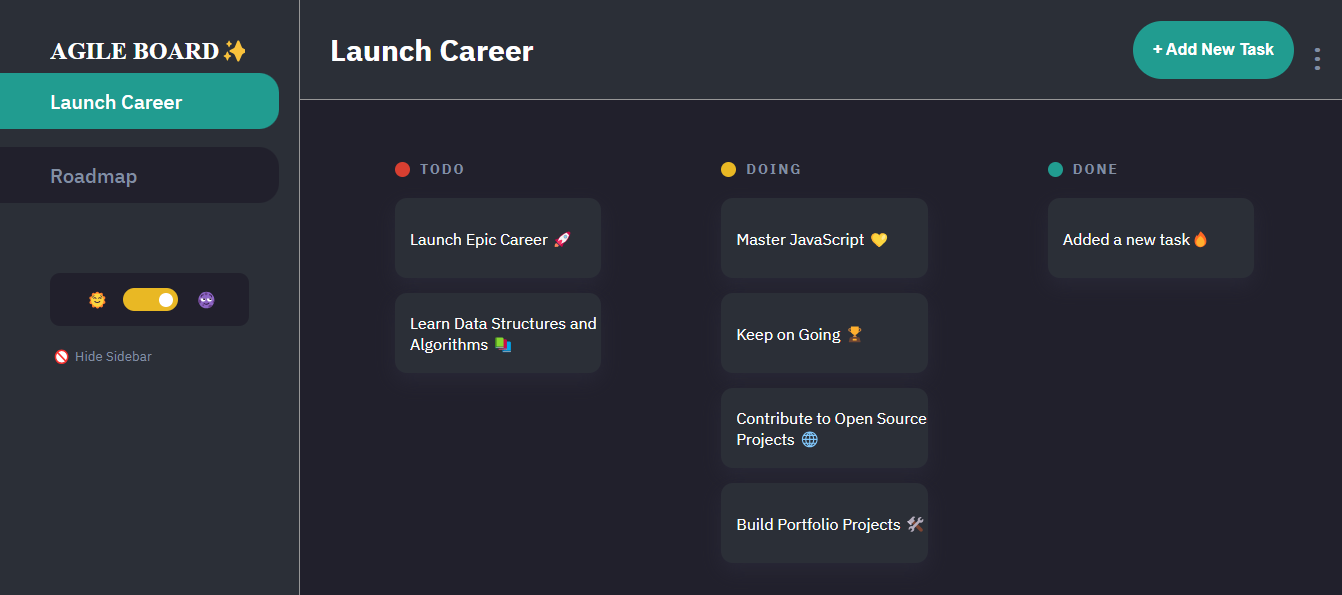 AGILE BOARD✨
Launch Career
Roadmap
🚫 Hide Sidebar
Launch Career
+ Add New Task
TODO
Launch Epic Career 🚀
Learn Data Structures and
Algorithms 📚
DOING
Master JavaScript 💛
Keep on Going 🏆
Contribute to Open Source
Projects 🌐
Build Portfolio Projects 🛠️
DONE
Added a new task🔥